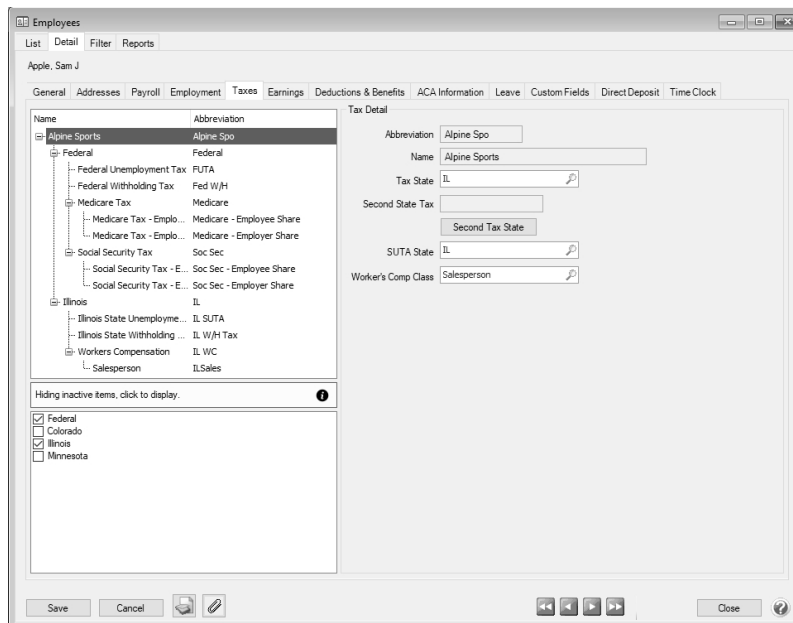 Employees
List Detail Filter Reports
Apple, Sam J
General Addresses Payroll Employment Taxes Earnings Deductions & Benefits ACA Information Leave Custom Fields Direct Deposit Time Clock
Name Abbreviation
Alpine Sports Alpine Spo
Federal Federal
Federal Unemployment Tax FUTA
Federal Withholding Tax Fed W/H
Medicare Tax Medicare
Medicare Tax - Emplo... Medicare - Employee Share
Medicare Tax - Emplo... Medicare - Employer Share
Social Security Tax Soc Sec
Social Security Tax - E... Soc Sec - Employee Share
Social Security Tax - E... Soc Sec - Employer Share
Illinois IL
Illinois State Unemployme... IL SUTA
Illinois State Withholding ... IL W/H Tax
Workers Compensation IL WC
Salesperson ILSales
Hiding inactive items, click to display.
Federal
Colorado
Illinois
Minnesota
Tax Detail
Abbreviation Alpine Spo
Name Alpine Sports
Tax State IL
Second State Tax
Second Tax State
SUTA State IL
Worker's Comp Class Salesperson
Save Cancel Close